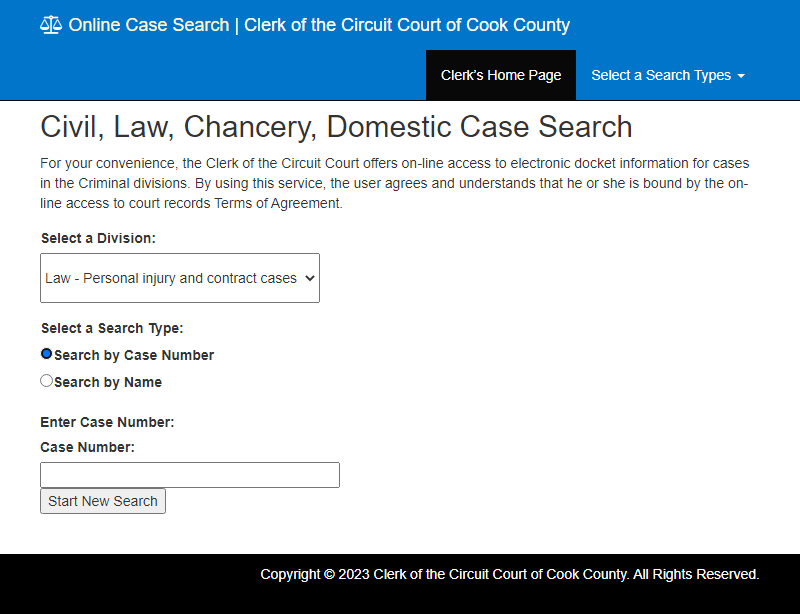 Online Case Search | Clerk of the Circuit Court of Cook County
Clerk's Home Page
Select a Search Types
Civil, Law, Chancery, Domestic Case Search
For your convenience, the Clerk of the Circuit Court offers on-line access to electronic docket information for cases
in the Criminal divisions. By using this service, the user agrees and understands that he or she is bound by the on-
line access to court records Terms of Agreement.
Select a Division:
Law - Personal injury and contract cases
Select a Search Type:
Search by Case Number
Search by Name
Enter Case Number:
Case Number:
Start New Search
Copyright © 2023 Clerk of the Circuit Court of Cook County. All Rights Reserved.